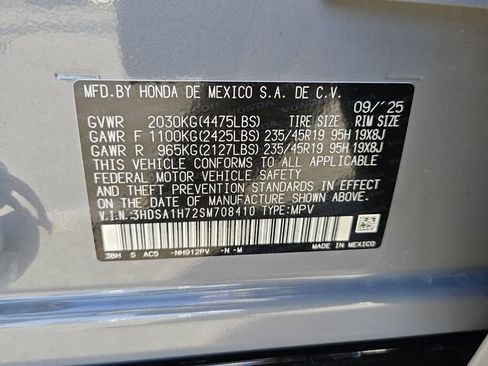 MFD. BY HONDA DE MEXICO S.A. DE C.V.
09/'25
GVWR 2030KG(4475LBS) TIRE SIZE RIM SIZE
GAWR F 1100KG(2425LBS) 235/45R19 95H 19X8J
GAWR R 965KG(2127LBS) 235/45R19 95H 19X8J
THIS VEHICLE CONFORMS TO ALL APPLICABLE
FEDERAL MOTOR VEHICLE SAFETY
AND THEFT PREVENTION STANDARDS IN EFFECT
ON THE DATE OF MANUFACTURE SHOWN ABOVE.
V.I.N.:3HDSA1H72SM708410 TYPE:MPV
3BH S AC5 -NH912PV -N -M MADE IN MEXICO